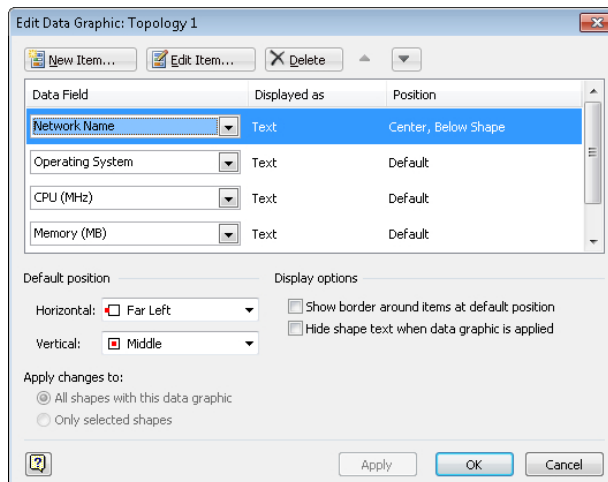 Edit Data Graphic: Topology 1
New Item... Edit Item... Delete
Data Field Displayed as Position
Network Name Text Center, Below Shape
Operating System Text Default
CPU (MHz) Text Default
Memory (MB) Text Default
Default position Display options
Horizontal: Far Left Show border around items at default position
Vertical: Middle Hide shape text when data graphic is applied
Apply changes to:
All shapes with this data graphic
Only selected shapes
? Apply OK Cancel